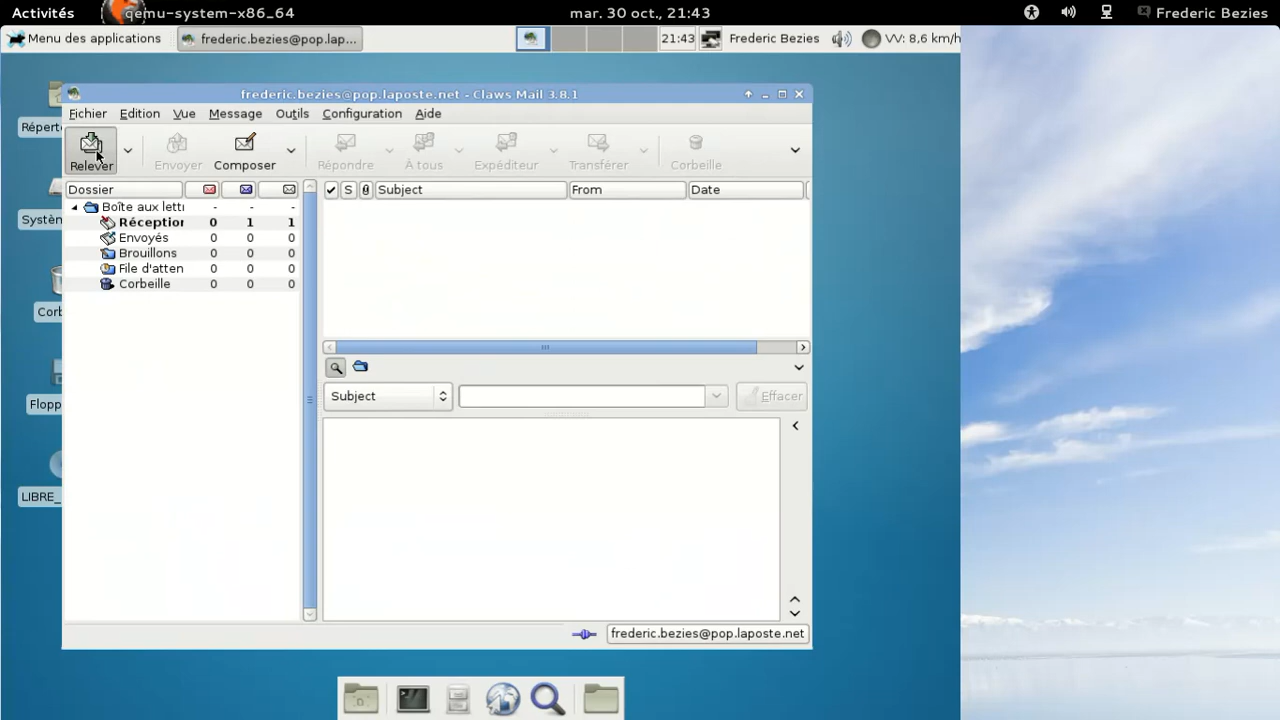 Activités qemu-system-x86_64 mar. 30 oct., 21:43 Frederic Bezies
Menu des applications frederic.bezies@pop.lap... 21:43 Frederic Bezies VV: 8,6 km/h
frederic.bezies@pop.laposte.net - Claws Mail 3.8.1
Fichier Edition Vue Message Outils Configuration Aide
Relever Envoyer Composer Répondre À tous Expéditeur Transférer Corbeille
Dossier S Subject From Date
Boîte aux lettı - - -
Réceptior 0 1 1
Envoyés 0 0 0
Brouillons 0 0 0
File d'atten 0 0 0
Corbeille 0 0 0
Subject Effacer
frederic.bezies@pop.laposte.net
Réperto
Systèn
Corb
Flopp
LIBRE_